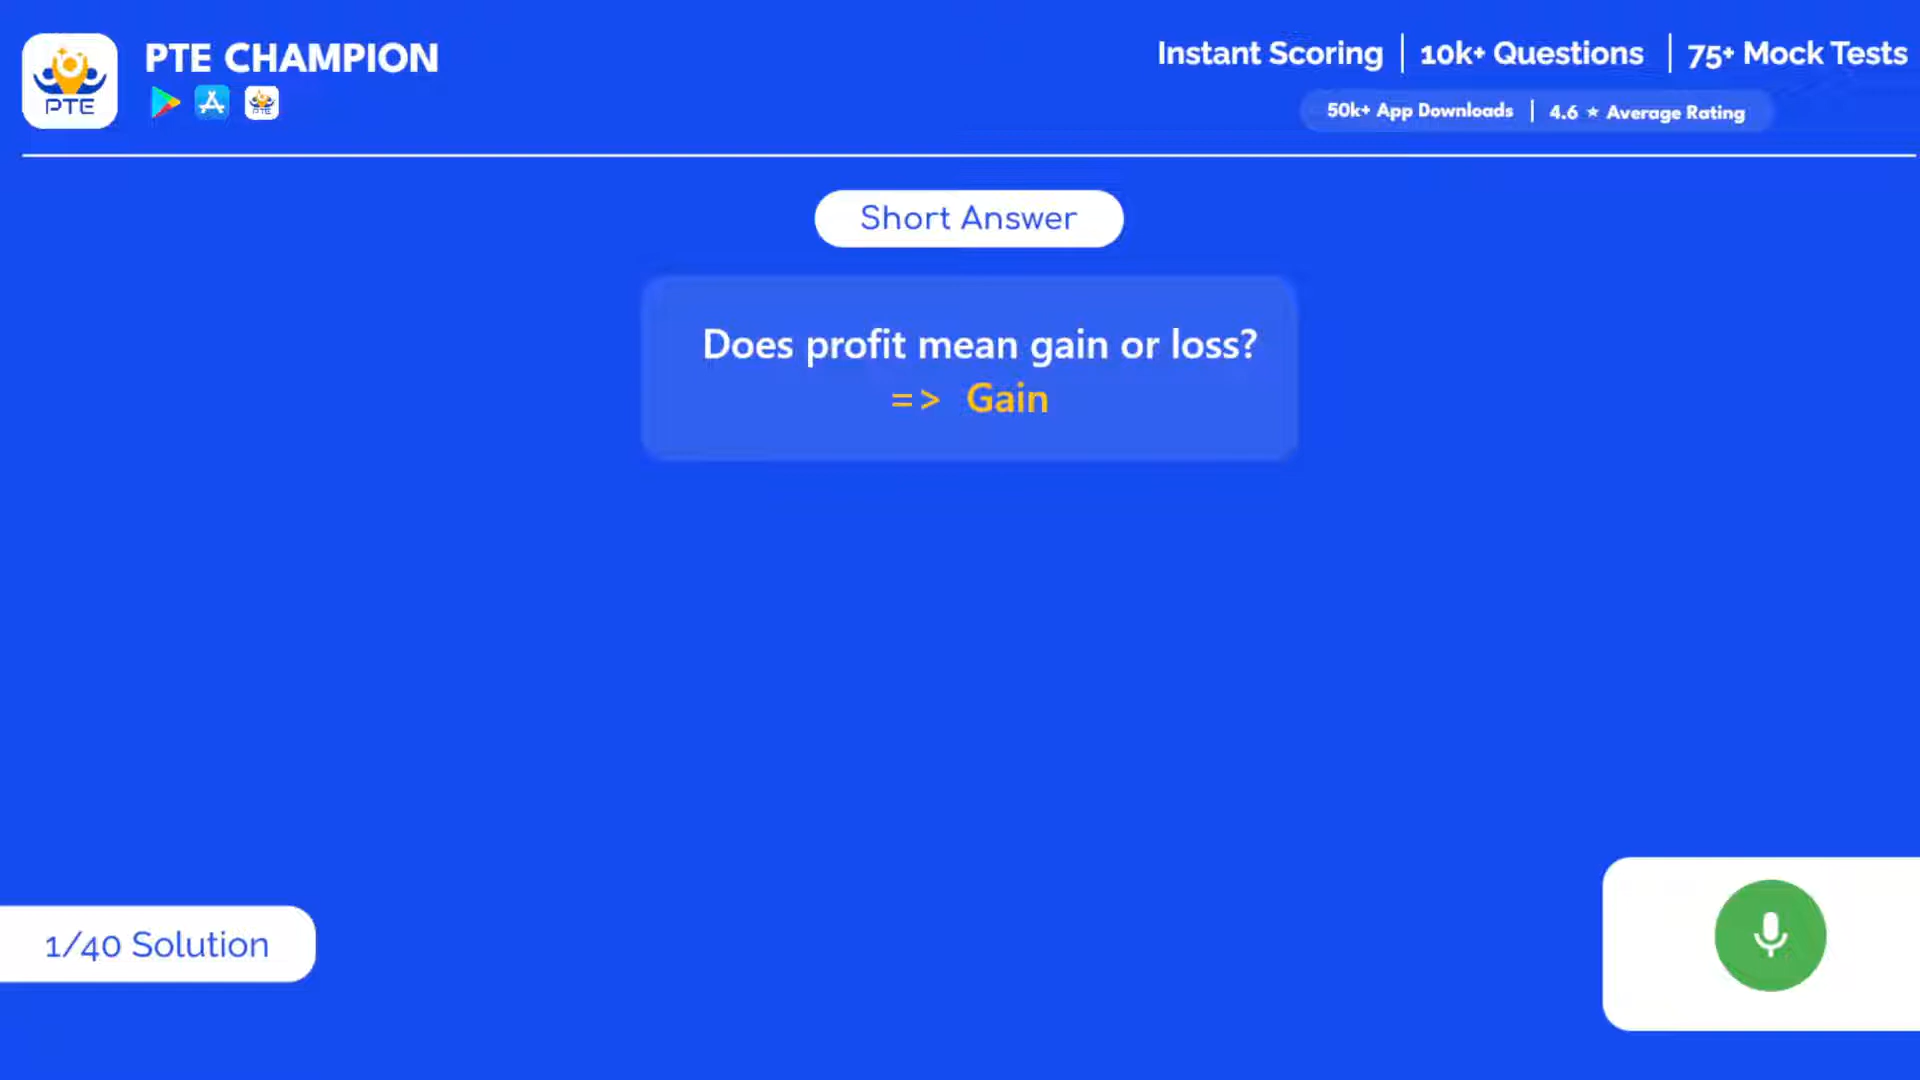 PTE
PTE CHAMPION
PTE
Instant Scoring | 10k+ Questions | 75+ Mock Tests
50k+ App Downloads | 4.6 ★ Average Rating
Short Answer
Does profit mean gain or loss?
=> Gain
1/40 Solution